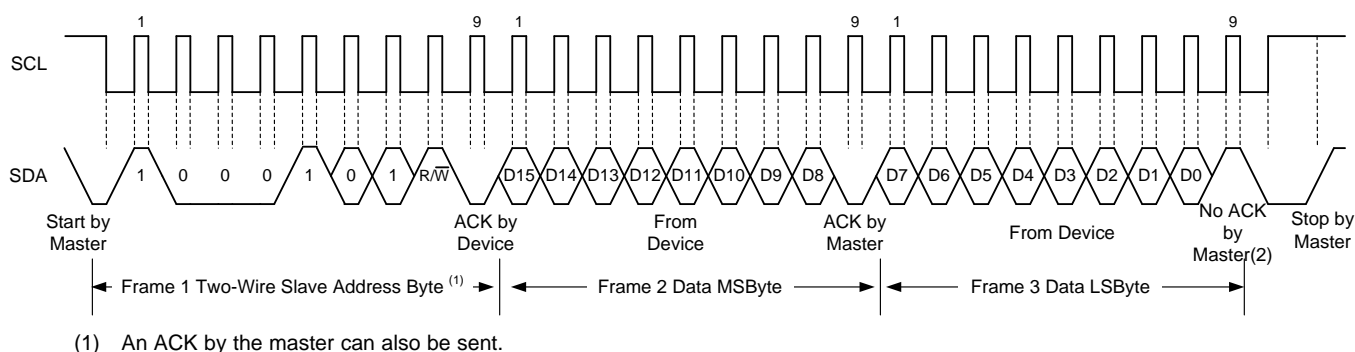 1 9 1 9 1 9
SCL
SDA
1 0 0 0 1 0 1 R/W D15 D14 D13 D12 D11 D10 D9 D8 D7 D6 D5 D4 D3 D2 D1 D0
Start by
Master
ACK by
Device
From
Device
ACK by
Master
From Device
No ACK
by
Master(2)
Stop by
Master
Frame 1 Two-Wire Slave Address Byte (1)
Frame 2 Data MSByte
Frame 3 Data LSByte
(1) An ACK by the master can also be sent.